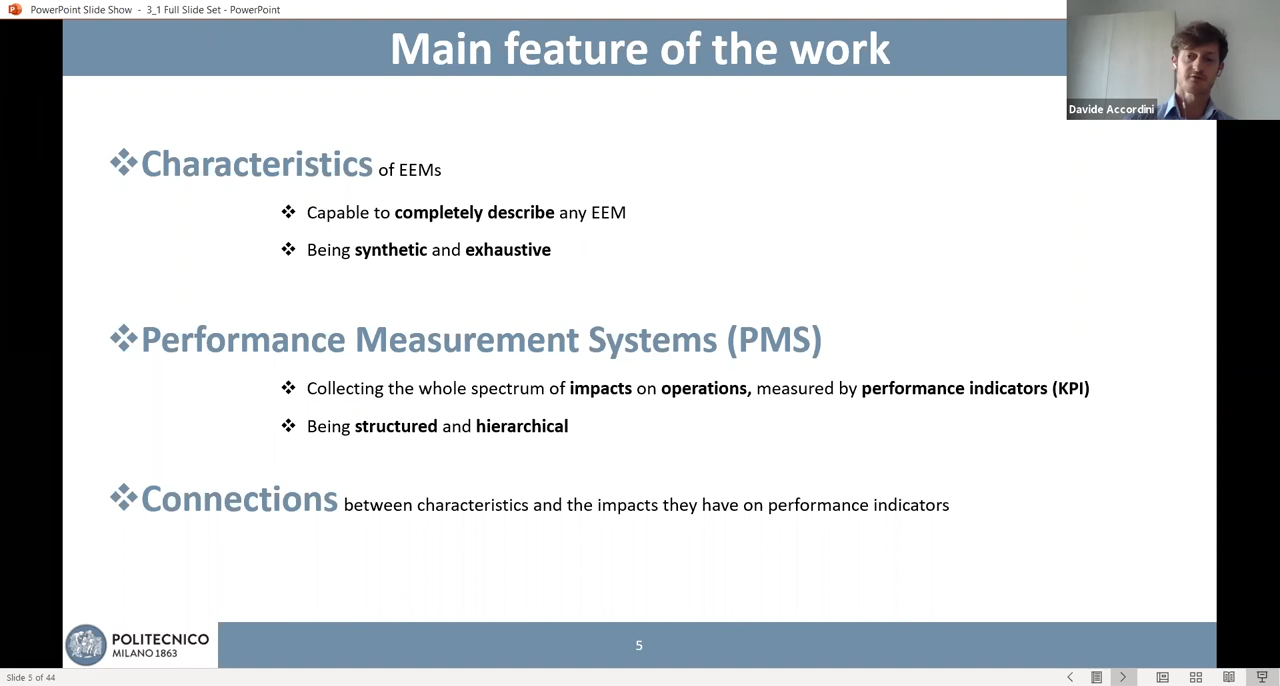 PowerPoint Slide Show - 3_1 Full Slide Set - PowerPoint
Main feature of the work
Davide Accordini
❖Characteristics of EEMs
❖ Capable to completely describe any EEM
❖ Being synthetic and exhaustive
❖Performance Measurement Systems (PMS)
❖ Collecting the whole spectrum of impacts on operations, measured by performance indicators (KPI)
❖ Being structured and hierarchical
❖Connections between characteristics and the impacts they have on performance indicators
POLITECNICO
MILANO 1863
5
Slide 5 of 44